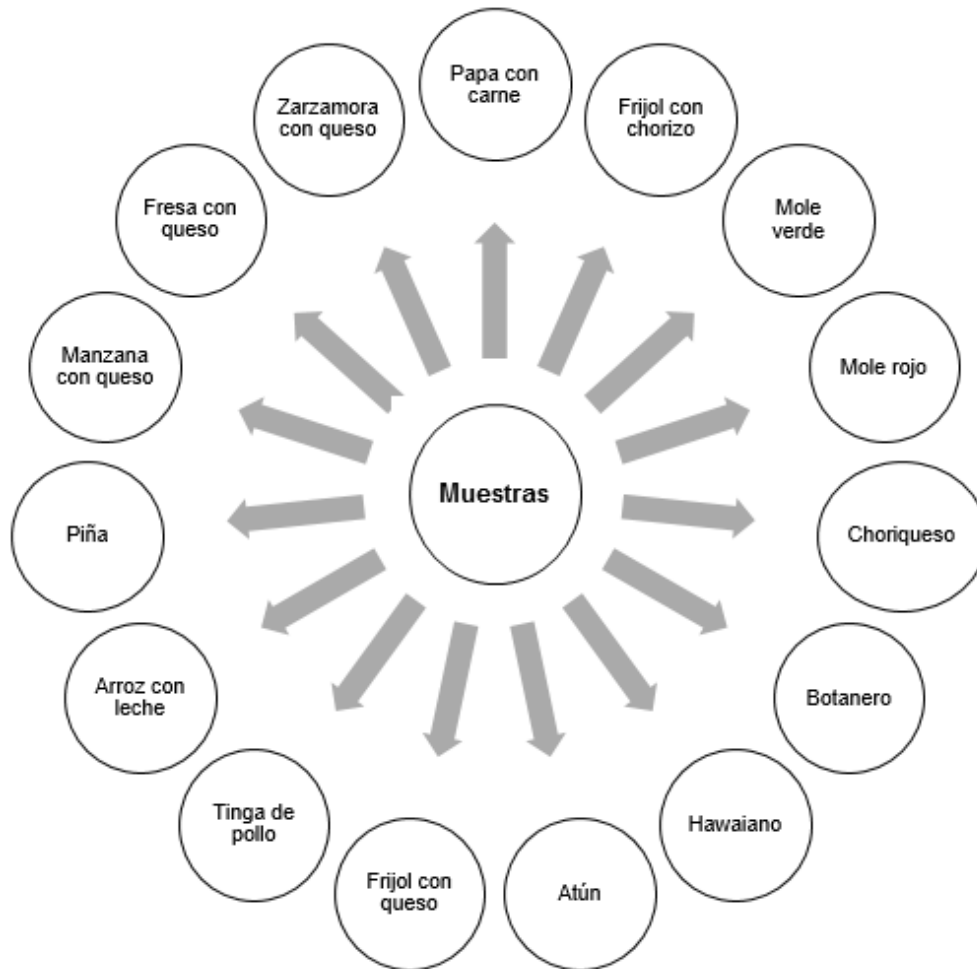 Papa con
carne
Frijol con
chorizo
Mole
verde
Mole rojo
Choriqueso
Botanero
Hawaiano
Atún
Frijol con
queso
Tinga de
pollo
Arroz con
leche
Piña
Manzana
con queso
Fresa con
queso
Zarzamora
con queso
Muestras